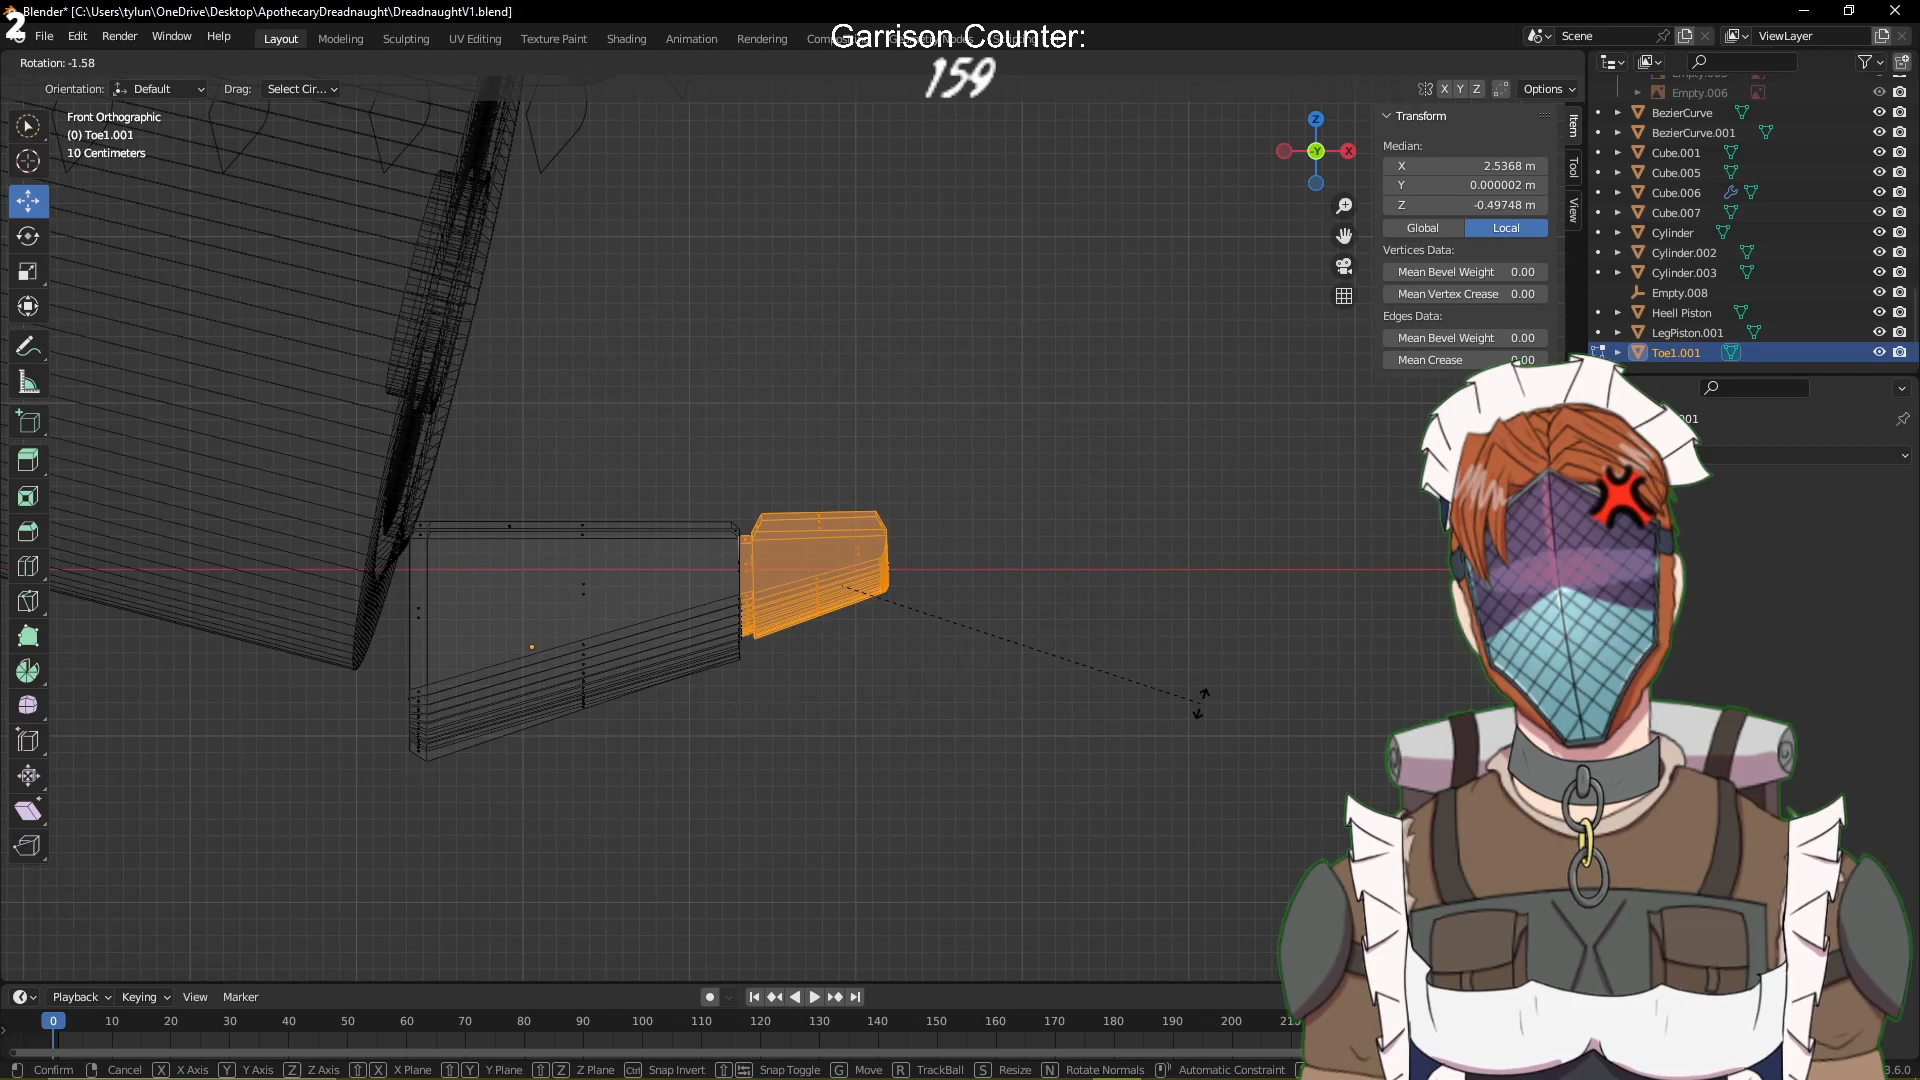 Blender* [C:\Users\tylun\OneDrive\Desktop\ApothecaryDreadnaught\DreadnaughtV1.blend]
2
Garrison Counter:
159
File Edit Render Window Help
Layout Modeling Sculpting UV Editing Texture Paint Shading Animation Rendering
Scene
ViewLayer
Rotation: -1.58
Orientation: Default Drag: Select Cir...
X Y Z Options
Front Orthographic
(0) Toe1.001
10 Centimeters
Z
X
-Y
Transform
Median:
X 2.5368 m
Y 0.000002 m
Z -0.49748 m
Global Local
Vertices Data:
Mean Bevel Weight 0.00
Mean Vertex Crease 0.00
Edges Data:
Mean Bevel Weight 0.00
Mean Crease 0.00
Item
Tool
View
Empty.006
BezierCurve
BezierCurve.001
Cube.001
Cube.005
Cube.006
Cube.007
Cylinder
Cylinder.002
Cylinder.003
Empty.008
Heell Piston
LegPiston.001
Toe1.001
001
Playback Keying View Marker
0 10 20 30 40 50 60 70 80 90 100 110 120 130 140 150 160 170 180 190 200
Confirm Cancel X X Axis Y Y Axis Z Z Axis X X Plane Y Y Plane Z Z Plane Ctrl Snap Invert Snap Toggle G Move R TrackBall S Resize N Rotate Normals Automatic Constraint
3.6.0